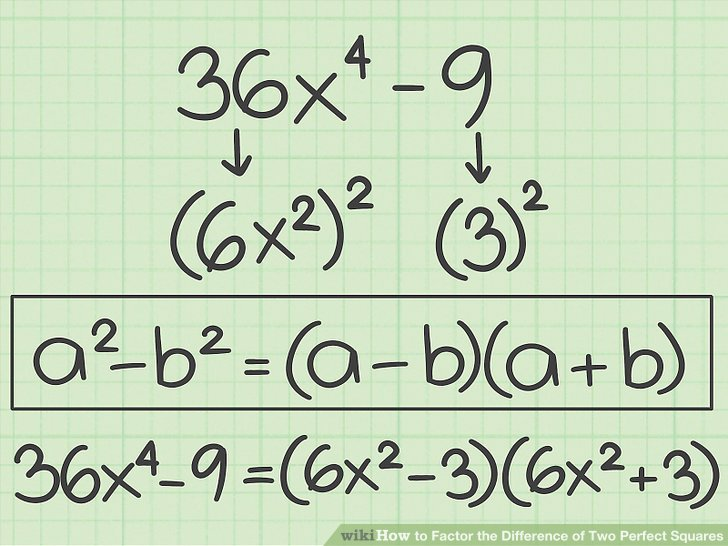 36x⁴ - 9
(6x²)² (3)²
a² - b² = (a - b)(a + b)
36x⁴ - 9 = (6x² - 3)(6x² + 3)
wikiHow to Factor the Difference of Two Perfect Squares